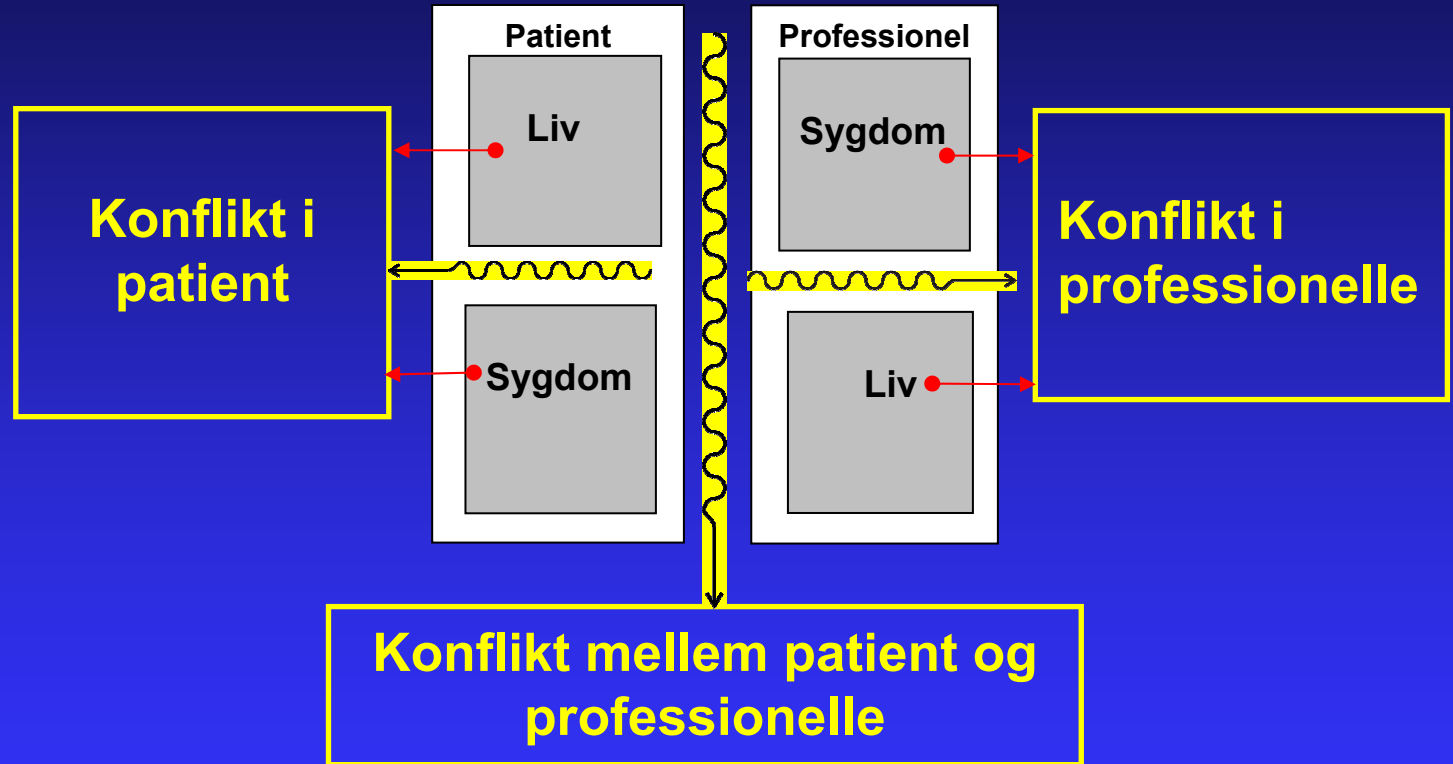 Patient
Professionel
Liv
Sygdom
Konflikt i
patient
Konflikt i
professionelle
Sygdom
Liv
Konflikt mellem patient og
professionelle